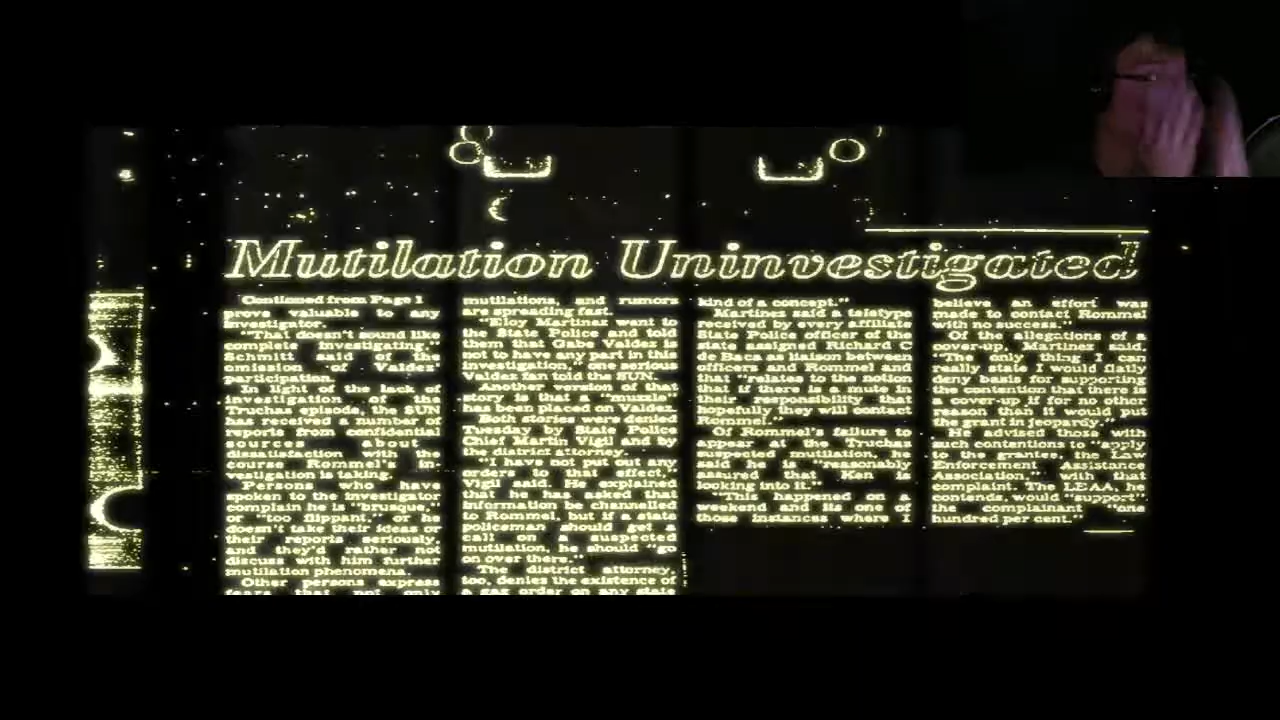 Mutilation Uninvestigated
Continued from Page 1
prove valuable to any
investigator.
"That doesn't sound like
complete investigating,"
Schmitt said of the
omission of Valdez'
participation.
In light of the lack of
investigation of the
Truchas episode, the SUN
has received a number of
reports from confidential
sources about
dissatisfaction with the
course Rommel's in-
vestigation is taking.
Persons who have
spoken to the investigator
complain he is "brusque,"
or "too flippant," or he
doesn't take their ideas or
their reports seriously,
and they'd rather not
discuss with him further
mutilation phenomena.
Other persons express
fears that not only
mutilations, and rumors
are spreading fast.
"Eloy Martinez went to
the State Police and told
them that Gabe Valdez is
not to have any part in this
investigation," one serious
Valdez fan told the SUN.
Another version of that
story is that a "muzzle"
has been placed on Valdez.
Both stories were denied
Tuesday by State Police
Chief Martin Vigil and by
the district attorney.
"I have not put out any
orders to that effect,"
Vigil said. He explained
that he has asked that
information be channelled
to Rommel, but if a state
policeman should get a
call on a suspected
mutilation, he should "go
on over there."
The district attorney,
too, denies the existence of
a gag order on any state
kind of a concept."
Martinez said a teletype
received by every affiliate
State Police officer of the
state assigned Richard C
de Baca as liaison between
officers and Rommel and
that "relates to the notion
that if there is a mute in
their responsibility that
hopefully they will contact
Rommel."
Of Rommel's failure to
appear at the Truchas
suspected mutilation, he
said he is "reasonably
assured that Ken is
looking into it."
"This happened on a
weekend and its one of
those instances where I
believe an effort was
made to contact Rommel
with no success."
Of the allegations of a
cover-up, Martinez said,
"The only thing I can
really state I would flatly
deny basis for supporting
the contention that there is
a cover-up if for no other
reason than it would put
the grant in jeopardy."
He advised those with
such contentions to "apply
to the grantee, the Law
Enforcement Assistance
Association," with that
complaint. The LEAA, he
contends, would "support"
the complainant "one
hundred per cent."